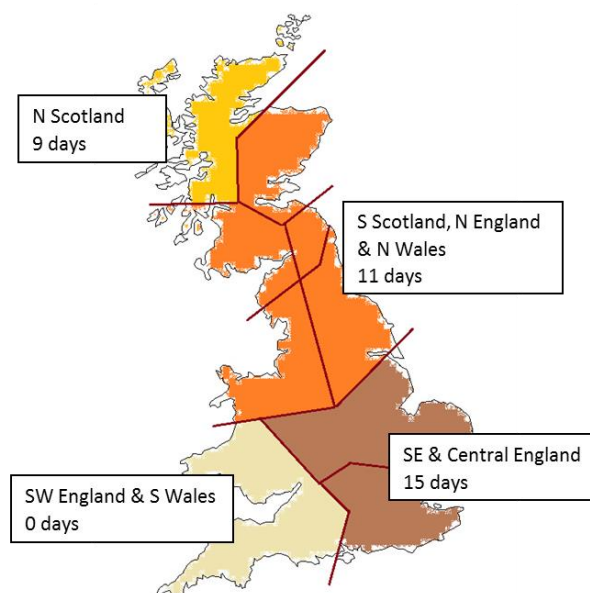 N Scotland
9 days
S Scotland, N England
& N Wales
11 days
SE & Central England
15 days
SW England & S Wales
0 days